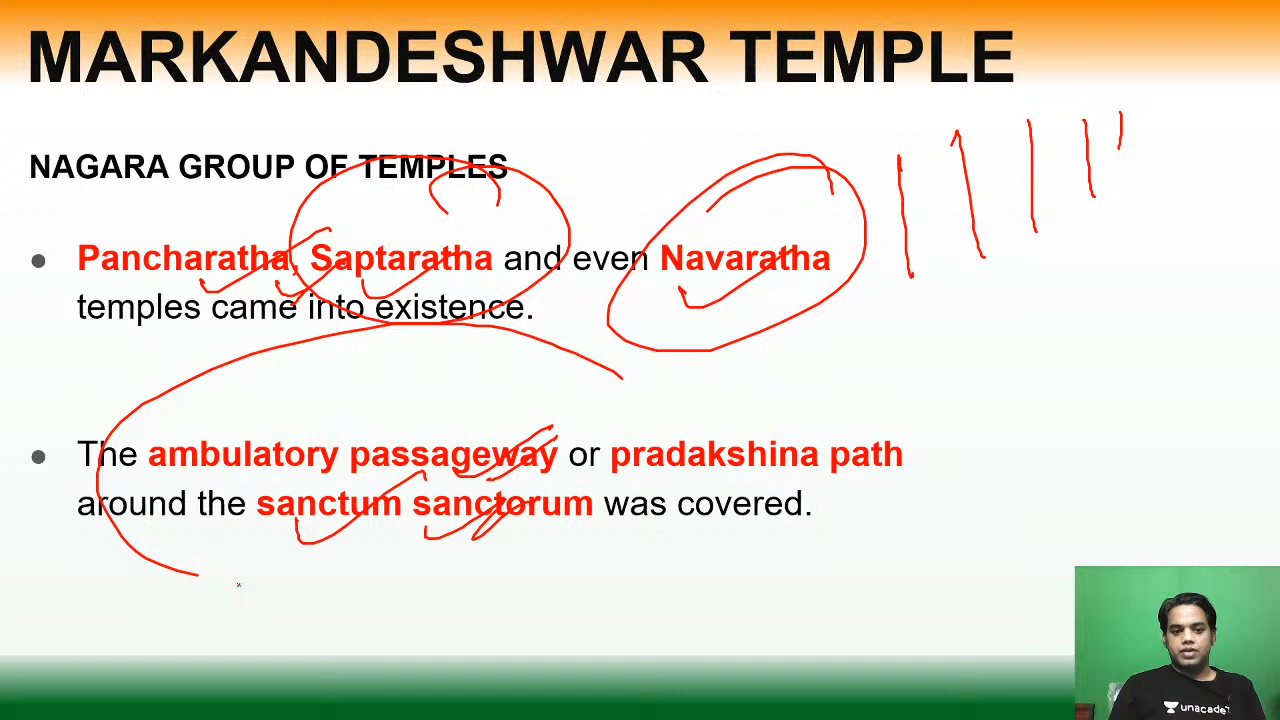 MARKANDESHWAR TEMPLE
NAGARA GROUP OF TEMPLES
● Pancharatha, Saptaratha and even Navaratha
temples came into existence.
● The ambulatory passageway or pradakshina path
around the sanctum sanctorum was covered.
unacade